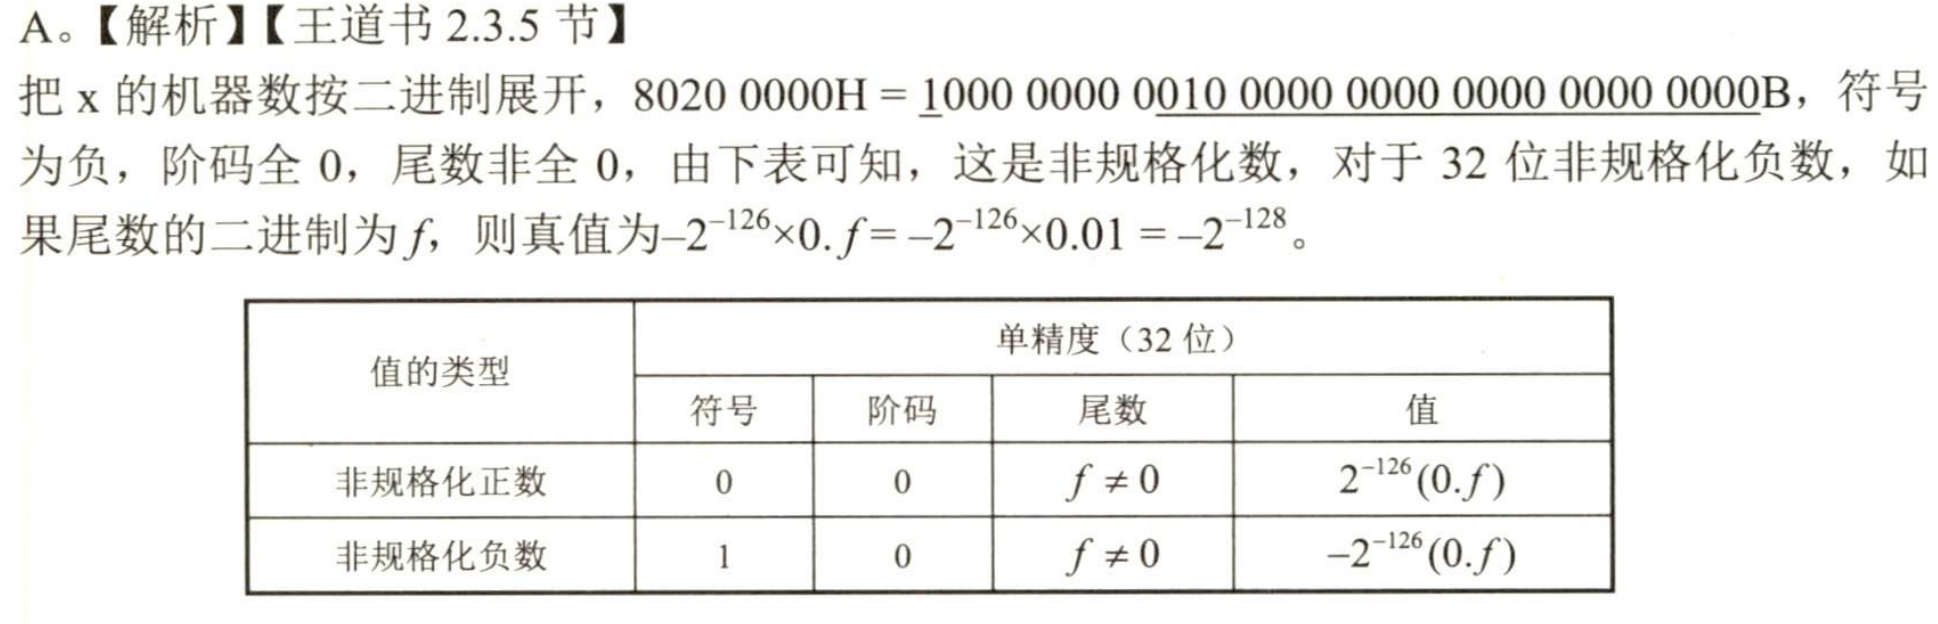 A。【解析】【王道书 2.3.5 节】
把 x 的机器数按二进制展开，8020 0000H = 1000 0000 0010 0000 0000 0000 0000 0000B，符号
为负，阶码全 0，尾数非全 0，由下表可知，这是非规格化数，对于 32 位非规格化负数，如
果尾数的二进制为 f，则真值为–2⁻¹²⁶×0. f = –2⁻¹²⁶×0.01 = –2⁻¹²⁸。
值的类型 单精度（32 位）
符号 阶码 尾数 值
非规格化正数 0 0 f ≠ 0 2⁻¹²⁶(0.f)
非规格化负数 1 0 f ≠ 0 −2⁻¹²⁶(0.f)